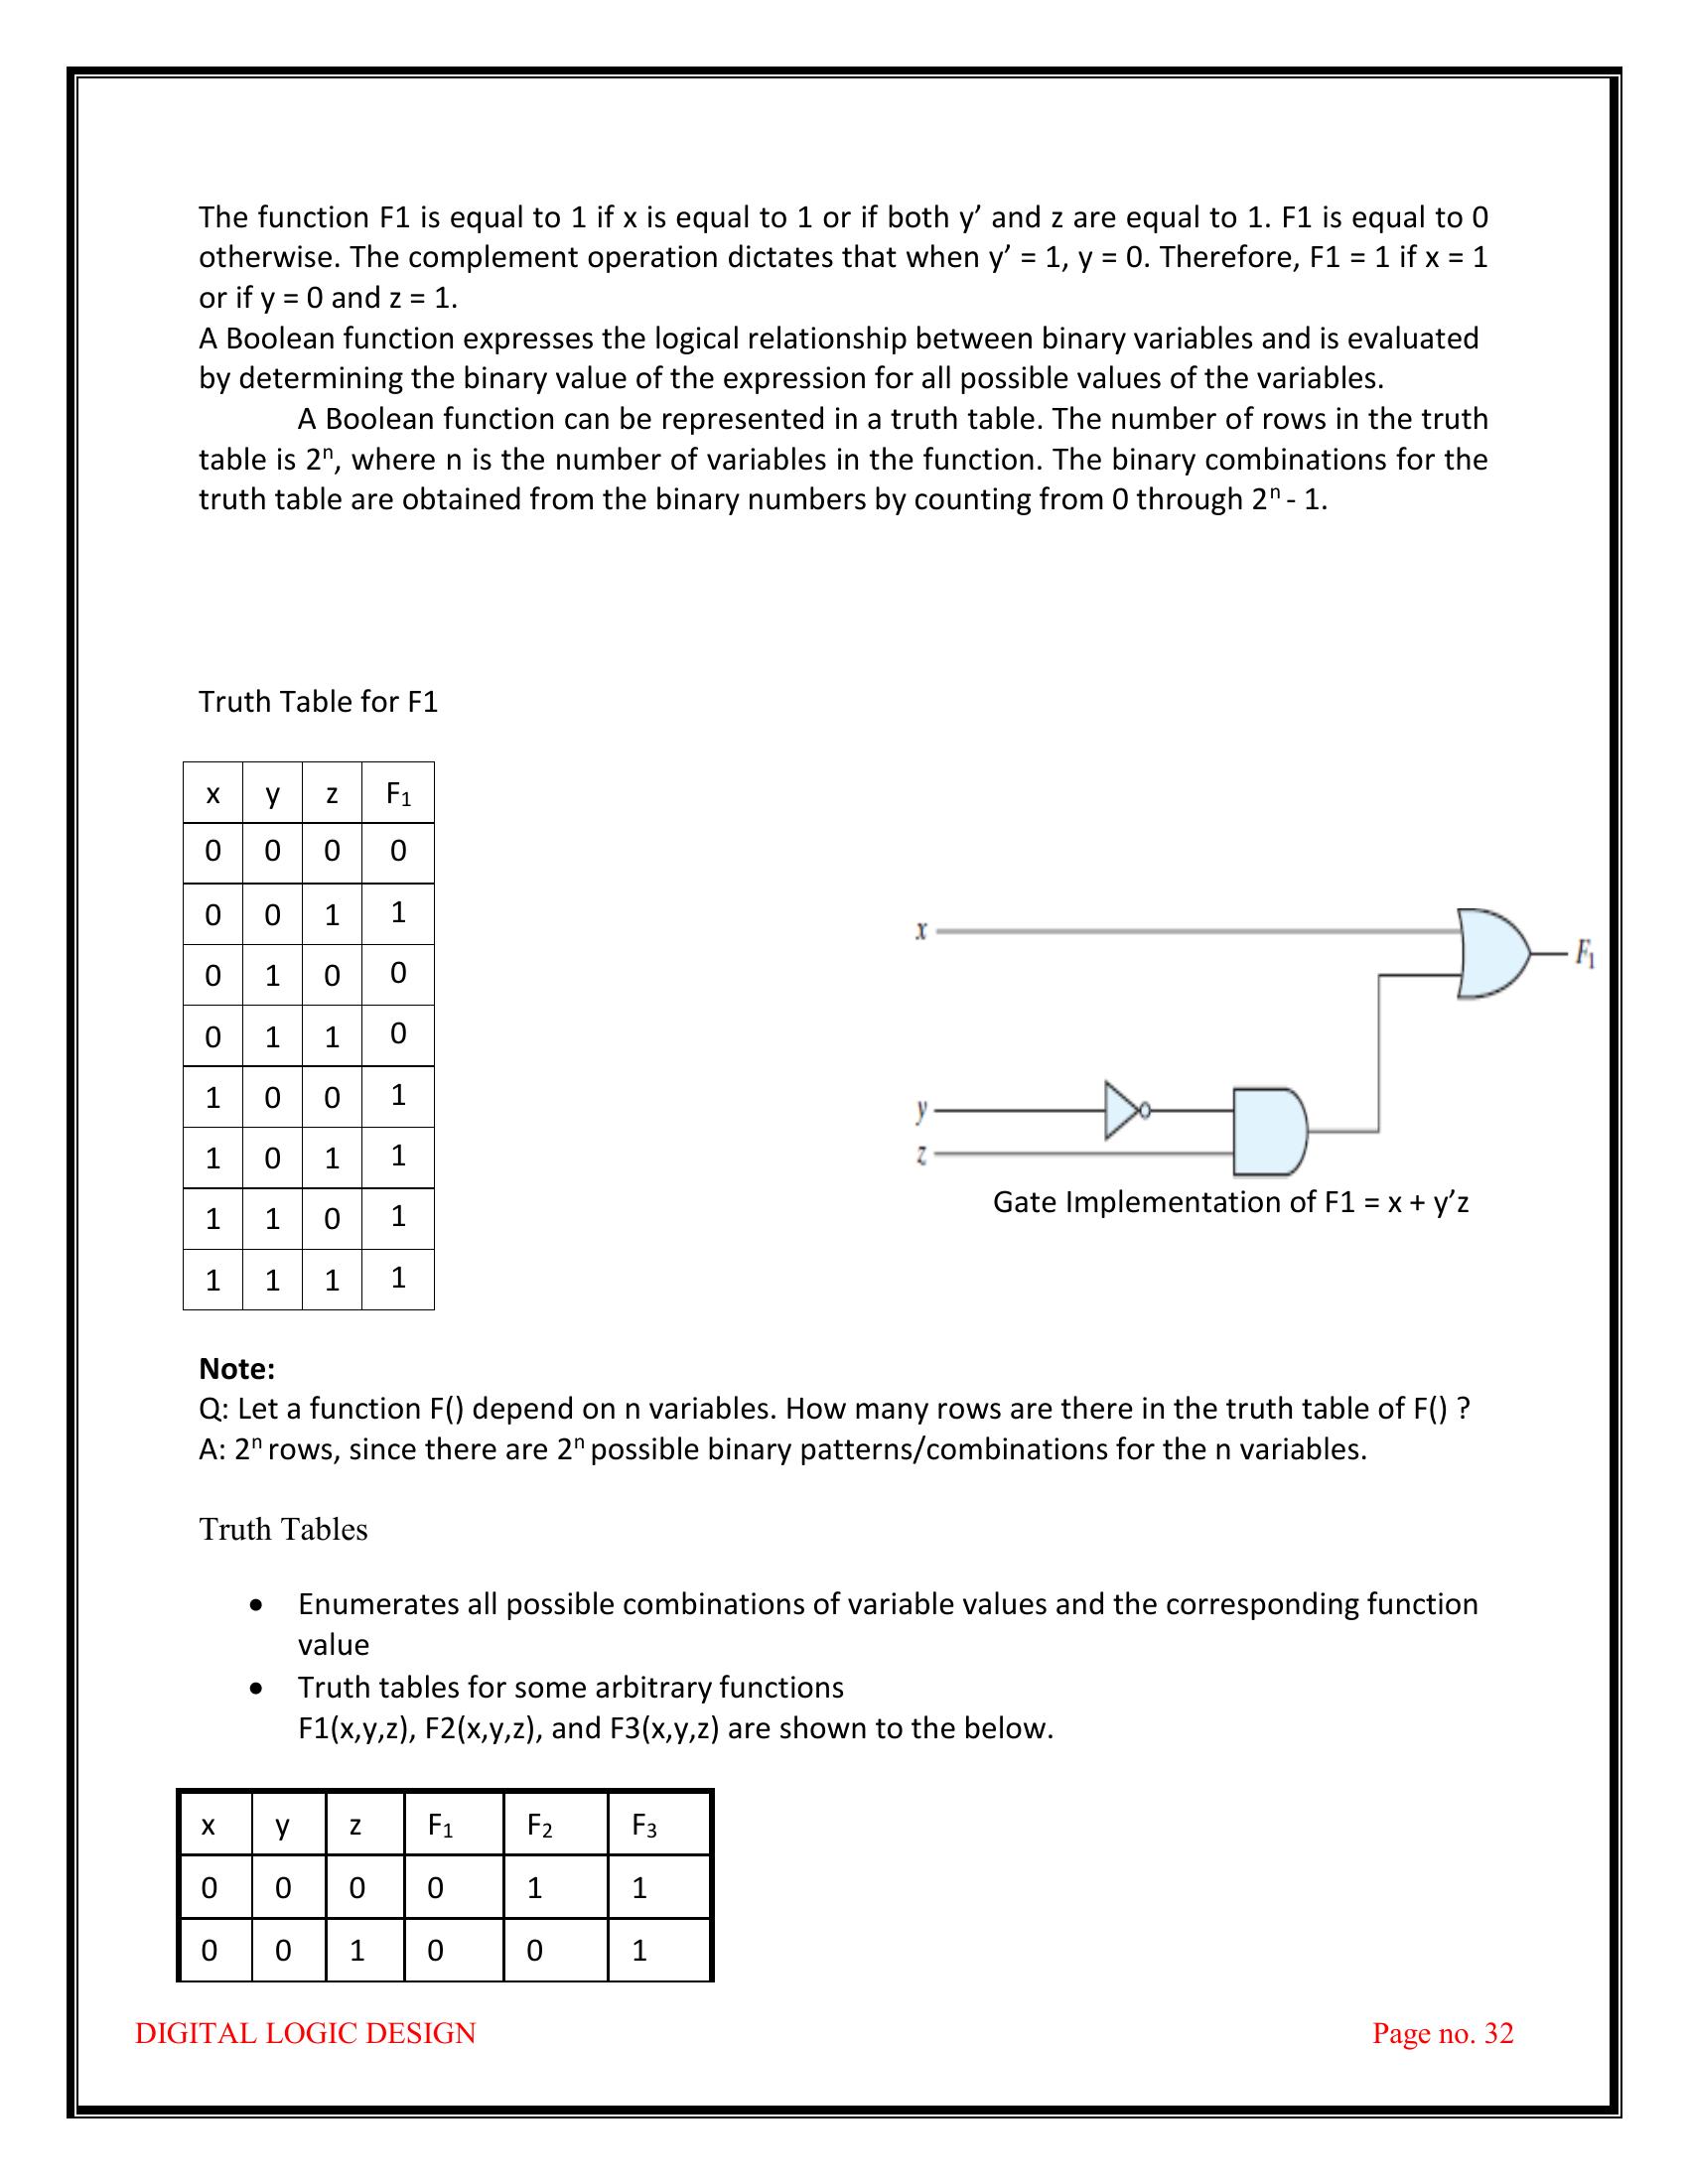 The function F1 is equal to 1 if x is equal to 1 or if both y’ and z are equal to 1. F1 is equal to 0
otherwise. The complement operation dictates that when y’ = 1, y = 0. Therefore, F1 = 1 if x = 1
or if y = 0 and z = 1.
A Boolean function expresses the logical relationship between binary variables and is evaluated
by determining the binary value of the expression for all possible values of the variables.
A Boolean function can be represented in a truth table. The number of rows in the truth
table is 2ⁿ, where n is the number of variables in the function. The binary combinations for the
truth table are obtained from the binary numbers by counting from 0 through 2ⁿ - 1.
Truth Table for F1
x y z F₁
0 0 0 0
0 0 1 1
0 1 0 0
0 1 1 0
1 0 0 1
1 0 1 1
1 1 0 1
1 1 1 1
x
F₁
y
z
Gate Implementation of F1 = x + y’z
Note:
Q: Let a function F() depend on n variables. How many rows are there in the truth table of F() ?
A: 2ⁿ rows, since there are 2ⁿ possible binary patterns/combinations for the n variables.
Truth Tables
• Enumerates all possible combinations of variable values and the corresponding function
value
• Truth tables for some arbitrary functions
F1(x,y,z), F2(x,y,z), and F3(x,y,z) are shown to the below.
x y z F₁ F₂ F₃
0 0 0 0 1 1
0 0 1 0 0 1
DIGITAL LOGIC DESIGN Page no. 32